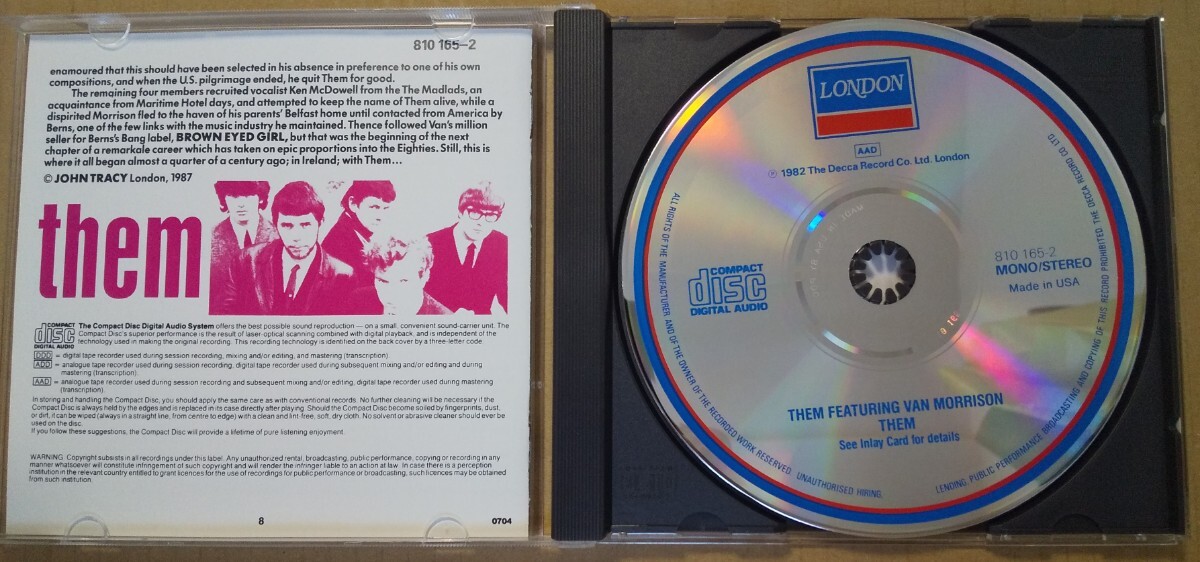 810 165-2
enamoured that this should have been selected in his absence in preference to one of his own
compositions, and when the U.S. pilgrimage ended, he quit Them for good.
The remaining four members recruited vocalist Ken McDowell from the The Madlads, an
acquaintance from Maritime Hotel days, and attempted to keep the name of Them alive, while a
dispirited Morrison fled to the haven of his parents' Belfast home until contacted from America by
Berns, one of the few links with the music industry he maintained. Thence followed Van's million
seller for Berns's Bang label, BROWN EYED GIRL, but that was the beginning of the next
chapter of a remarkale career which has taken on epic proportions into the Eighties. Still, this is
where it all began almost a quarter of a century ago; in Ireland; with Them...
© JOHN TRACY London, 1987
them
COMPACT
disc
DIGITAL AUDIO
The Compact Disc Digital Audio System offers the best possible sound reproduction — on a small, convenient sound-carrier unit. The
Compact Disc's superior performance is the result of laser-optical scanning combined with digital playback, and is independent of the
technology used in making the original recording. This recording technology is identified on the back cover by a three-letter code:
DDD = digital tape recorder used during session recording, mixing and/or editing, and mastering (transcription).
ADD = analogue tape recorder used during session recording, digital tape recorder used during subsequent mixing and/or editing and during
mastering (transcription).
AAD = analogue tape recorder used during session recording and subsequent mixing and/or editing, digital tape recorder used during mastering
(transcription).
In storing and handling the Compact Disc, you should apply the same care as with conventional records. No further cleaning will be necessary if the
Compact Disc is always held by the edges and is replaced in its case directly after playing. Should the Compact Disc become soiled by fingerprints, dust,
or dirt, it can be wiped (always in a straight line, from centre to edge) with a clean and lint-free, soft, dry cloth. No solvent or abrasive cleaner should ever be
used on the disc.
If you follow these suggestions, the Compact Disc will provide a lifetime of pure listening enjoyment.
WARNING: Copyright subsists in all recordings under this label. Any unauthorized rental, broadcasting, public performance, copying or recording in any
manner whatsoever will constitute infringement of such copyright and will render the infringer liable to an action at law. In case there is a perception
institution in the relevant country entitled to grant licences for the use of recordings for public performance or broadcasting, such licences may be obtained
from such institution.
8
0704
LONDON
AAD
℗ 1982 The Decca Record Co. Ltd. London
COMPACT
disc
DIGITAL AUDIO
810 165-2
MONO/STEREO
Made in USA
THEM FEATURING VAN MORRISON
THEM
See Inlay Card for details
ALL RIGHTS OF THE MANUFACTURER AND OF THE OWNER OF THE RECORDED WORK RESERVED. UNAUTHORISED HIRING,
LENDING, PUBLIC PERFORMANCE BROADCASTING AND COPYING OF THIS RECORD PROHIBITED. THE DECCA RECORD CO. LTD.